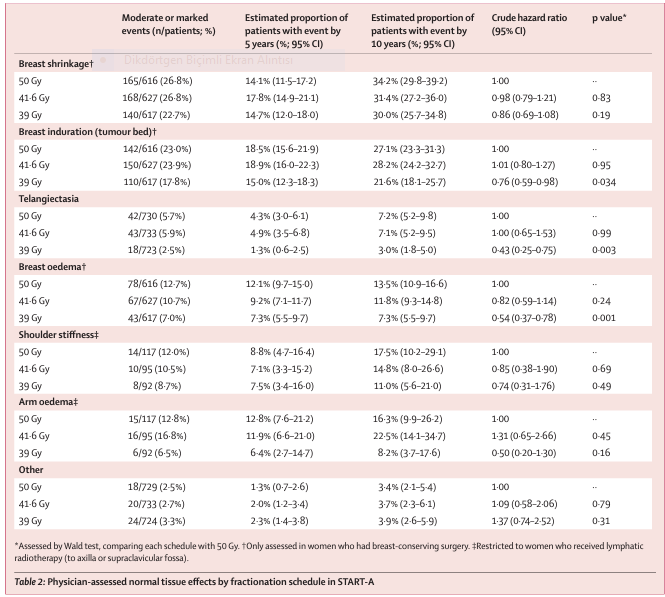 Moderate or marked events (n/patients; %) Estimated proportion of patients with event by 5 years (%; 95% CI) Estimated proportion of patients with event by 10 years (%; 95% CI) Crude hazard ratio (95% CI) p value*
Dikdörtgen Biçimli Ekran Alıntısı
Breast shrinkage†
50 Gy 165/616 (26·8%) 14·1% (11·5–17·2) 34·2% (29·8–39·2) 1·00 ..
41·6 Gy 168/627 (26·8%) 17·8% (14·9–21·1) 31·4% (27·2–36·0) 0·98 (0·79–1·21) 0·83
39 Gy 140/617 (22·7%) 14·7% (12·0–18·0) 30·0% (25·7–34·8) 0·86 (0·69–1·08) 0·19
Breast induration (tumour bed)†
50 Gy 142/616 (23·0%) 18·5% (15·6–21·9) 27·1% (23·3–31·3) 1·00 ..
41·6 Gy 150/627 (23·9%) 18·9% (16·0–22·3) 28·2% (24·2–32·7) 1·01 (0·80–1·27) 0·95
39 Gy 110/617 (17·8%) 15·0% (12·3–18·3) 21·6% (18·1–25·7) 0·76 (0·59–0·98) 0·034
Telangiectasia
50 Gy 42/730 (5·7%) 4·3% (3·0–6·1) 7·2% (5·2–9·8) 1·00 ..
41·6 Gy 43/733 (5·9%) 4·9% (3·5–6·8) 7·1% (5·2–9·5) 1·00 (0·65–1·53) 0·99
39 Gy 18/723 (2·5%) 1·3% (0·6–2·5) 3·0% (1·8–5·0) 0·43 (0·25–0·75) 0·003
Breast oedema†
50 Gy 78/616 (12·7%) 12·1% (9·7–15·0) 13·5% (10·9–16·6) 1·00 ..
41·6 Gy 67/627 (10·7%) 9·2% (7·1–11·7) 11·8% (9·3–14·8) 0·82 (0·59–1·14) 0·24
39 Gy 43/617 (7·0%) 7·3% (5·5–9·7) 7·3% (5·5–9·7) 0·54 (0·37–0·78) 0·001
Shoulder stiffness‡
50 Gy 14/117 (12·0%) 8·8% (4·7–16·4) 17·5% (10·2–29·1) 1·00 ..
41·6 Gy 10/95 (10·5%) 7·1% (3·3–15·2) 14·8% (8·0–26·6) 0·85 (0·38–1·90) 0·69
39 Gy 8/92 (8·7%) 7·5% (3·4–16·0) 11·0% (5·6–21·0) 0·74 (0·31–1·76) 0·49
Arm oedema‡
50 Gy 15/117 (12·8%) 12·8% (7·6–21·2) 16·3% (9·9–26·2) 1·00 ..
41·6 Gy 16/95 (16·8%) 11·9% (6·6–21·0) 22·5% (14·1–34·7) 1·31 (0·65–2·66) 0·45
39 Gy 6/92 (6·5%) 6·4% (2·7–14·7) 8·2% (3·7–17·6) 0·50 (0·20–1·30) 0·16
Other
50 Gy 18/729 (2·5%) 1·3% (0·7–2·6) 3·4% (2·1–5·4) 1·00 ..
41·6 Gy 20/733 (2·7%) 2·0% (1·2–3·4) 3·7% (2·3–6·1) 1·09 (0·58–2·06) 0·79
39 Gy 24/724 (3·3%) 2·3% (1·4–3·8) 3·9% (2·6–5·9) 1·37 (0·74–2·52) 0·31
*Assessed by Wald test, comparing each schedule with 50 Gy. †Only assessed in women who had breast-conserving surgery. ‡Restricted to women who received lymphatic
radiotherapy (to axilla or supraclavicular fossa).
Table 2: Physician-assessed normal tissue effects by fractionation schedule in START-A